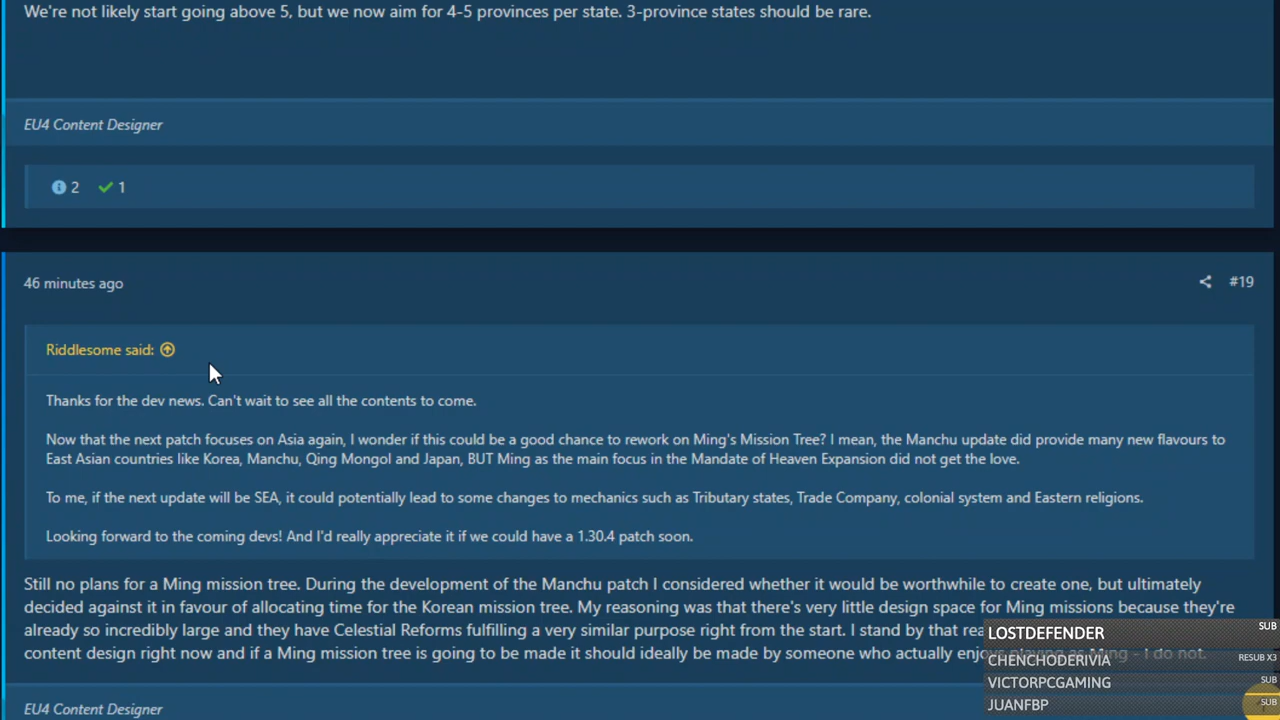 We're not likely start going above 5, but we now aim for 4-5 provinces per state. 3-province states should be rare.
EU4 Content Designer
2 1
46 minutes ago #19
Riddlesome said:
Thanks for the dev news. Can't wait to see all the contents to come.
Now that the next patch focuses on Asia again, I wonder if this could be a good chance to rework on Ming's Mission Tree? I mean, the Manchu update did provide many new flavours to
East Asian countries like Korea, Manchu, Qing Mongol and Japan, BUT Ming as the main focus in the Mandate of Heaven Expansion did not get the love.
To me, if the next update will be SEA, it could potentially lead to some changes to mechanics such as Tributary states, Trade Company, colonial system and Eastern religions.
Looking forward to the coming devs! And I'd really appreciate it if we could have a 1.30.4 patch soon.
Still no plans for a Ming mission tree. During the development of the Manchu patch I considered whether it would be worthwhile to create one, but ultimately
decided against it in favour of allocating time for the Korean mission tree. My reasoning was that there's very little design space for Ming missions because they're
already so incredibly large and they have Celestial Reforms fulfilling a very similar purpose right from the start. I stand by that
content design right now and if a Ming mission tree is going to be made it should ideally be made by someone who actually enjoys playing as Ming - I do not.
LOSTDEFENDER SUB
CHENCHODERIVIA RESUB X3
VICTORPCGAMING SUB
JUANFBP SUB
EU4 Content Designer